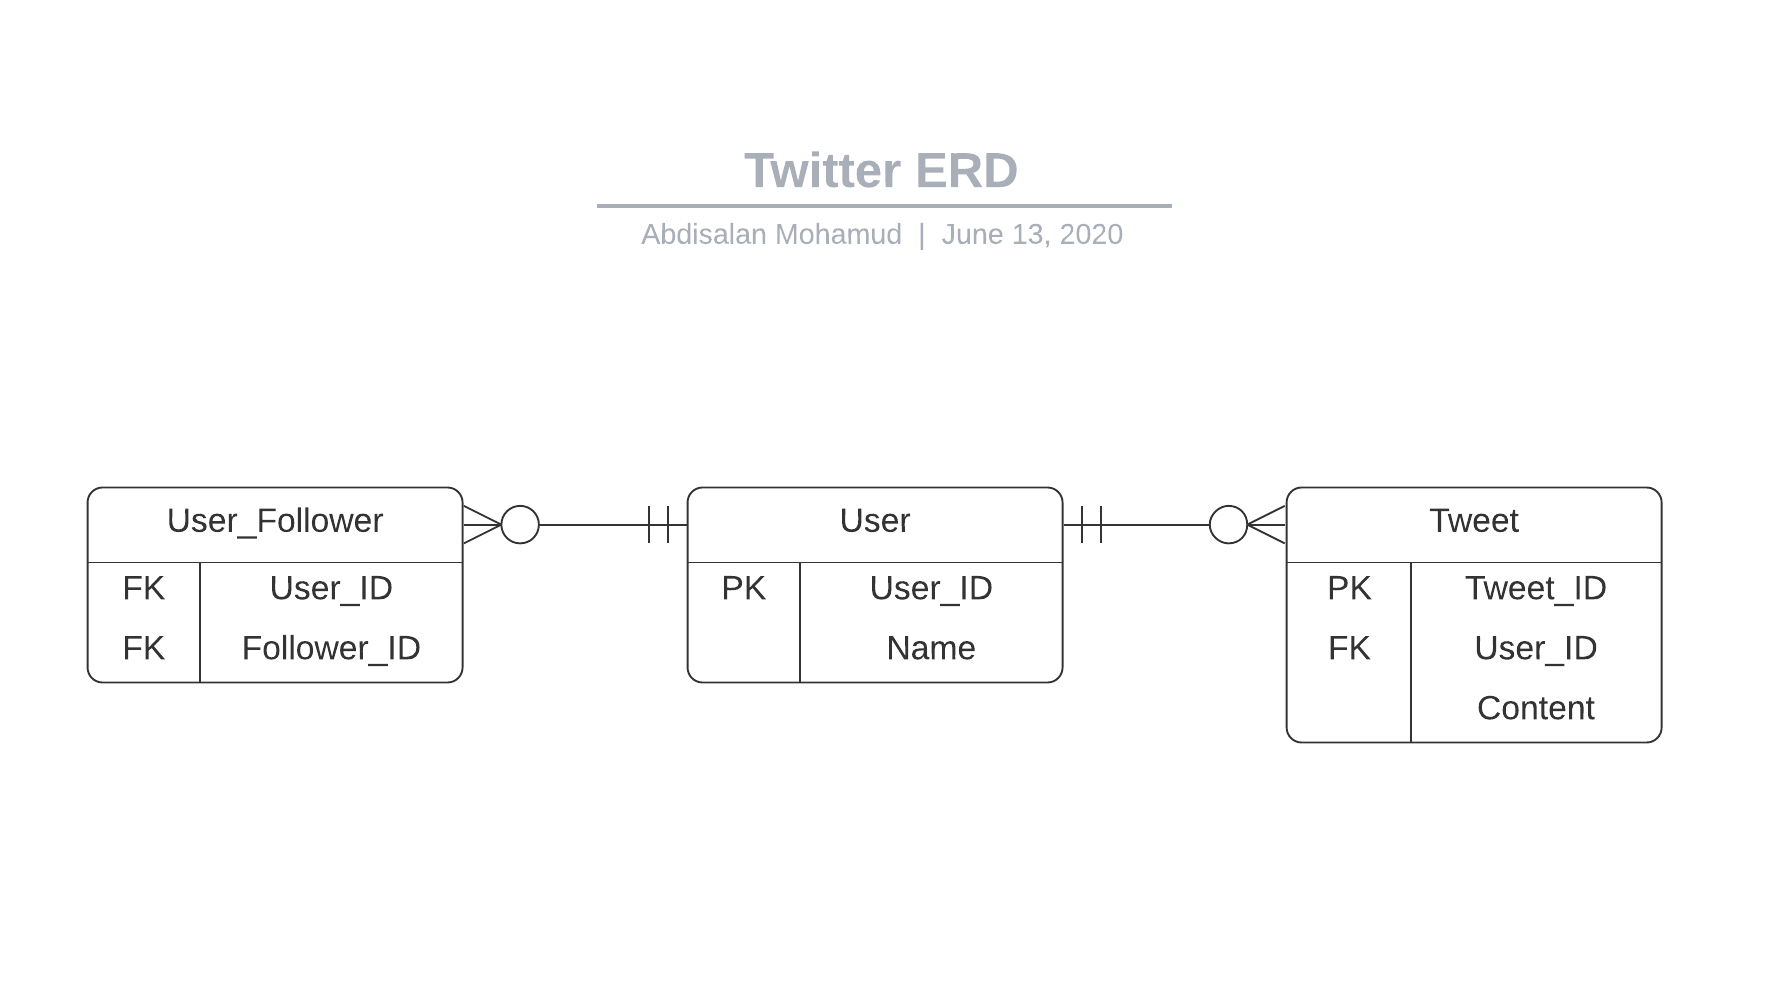 Twitter ERD
Abdisalan Mohamud | June 13, 2020
User_Follower
FK User_ID
FK Follower_ID
User
PK User_ID
Name
Tweet
PK Tweet_ID
FK User_ID
Content